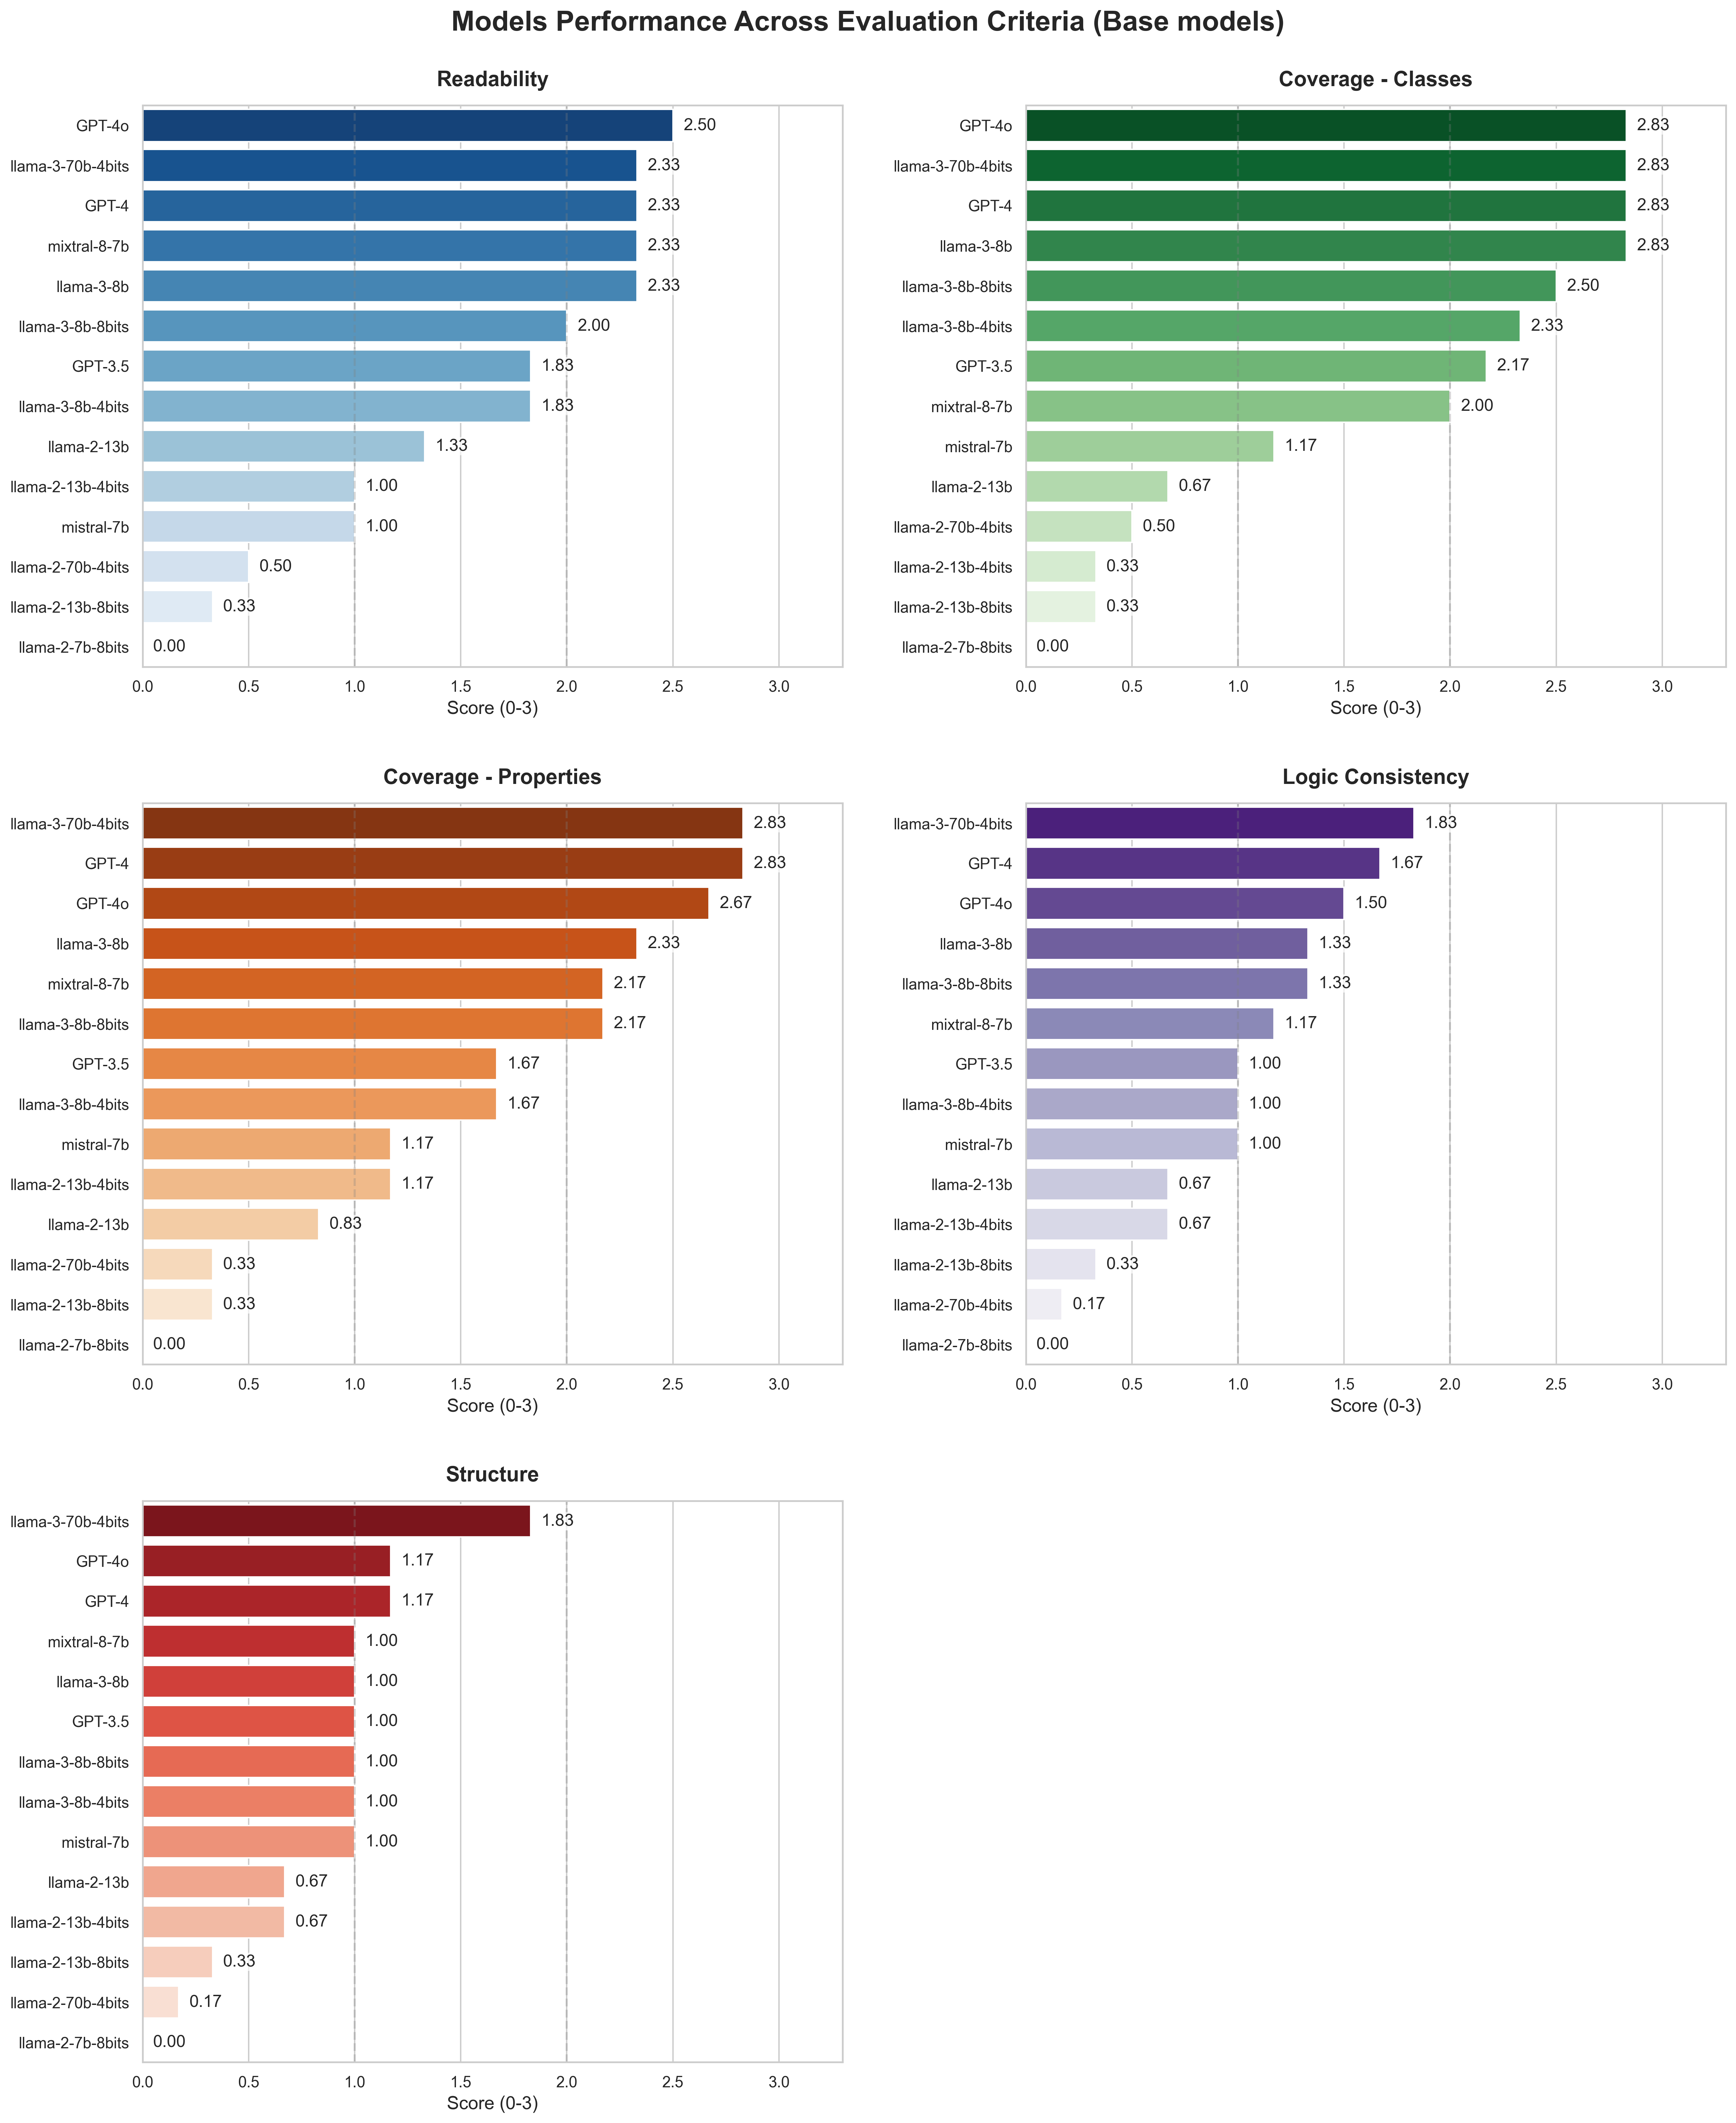 Models Performance Across Evaluation Criteria (Base models)
Readability
GPT-4o 2.50
llama-3-70b-4bits 2.33
GPT-4 2.33
mixtral-8-7b 2.33
llama-3-8b 2.33
llama-3-8b-8bits 2.00
GPT-3.5 1.83
llama-3-8b-4bits 1.83
llama-2-13b 1.33
llama-2-13b-4bits 1.00
mistral-7b 1.00
llama-2-70b-4bits 0.50
llama-2-13b-8bits 0.33
llama-2-7b-8bits 0.00
0.0 0.5 1.0 1.5 2.0 2.5 3.0
Score (0-3)
Coverage - Classes
GPT-4o 2.83
llama-3-70b-4bits 2.83
GPT-4 2.83
llama-3-8b 2.83
llama-3-8b-8bits 2.50
llama-3-8b-4bits 2.33
GPT-3.5 2.17
mixtral-8-7b 2.00
mistral-7b 1.17
llama-2-13b 0.67
llama-2-70b-4bits 0.50
llama-2-13b-4bits 0.33
llama-2-13b-8bits 0.33
llama-2-7b-8bits 0.00
0.0 0.5 1.0 1.5 2.0 2.5 3.0
Score (0-3)
Coverage - Properties
llama-3-70b-4bits 2.83
GPT-4 2.83
GPT-4o 2.67
llama-3-8b 2.33
mixtral-8-7b 2.17
llama-3-8b-8bits 2.17
GPT-3.5 1.67
llama-3-8b-4bits 1.67
mistral-7b 1.17
llama-2-13b-4bits 1.17
llama-2-13b 0.83
llama-2-70b-4bits 0.33
llama-2-13b-8bits 0.33
llama-2-7b-8bits 0.00
0.0 0.5 1.0 1.5 2.0 2.5 3.0
Score (0-3)
Logic Consistency
llama-3-70b-4bits 1.83
GPT-4 1.67
GPT-4o 1.50
llama-3-8b 1.33
llama-3-8b-8bits 1.33
mixtral-8-7b 1.17
GPT-3.5 1.00
llama-3-8b-4bits 1.00
mistral-7b 1.00
llama-2-13b 0.67
llama-2-13b-4bits 0.67
llama-2-13b-8bits 0.33
llama-2-70b-4bits 0.17
llama-2-7b-8bits 0.00
0.0 0.5 1.0 1.5 2.0 2.5 3.0
Score (0-3)
Structure
llama-3-70b-4bits 1.83
GPT-4o 1.17
GPT-4 1.17
mixtral-8-7b 1.00
llama-3-8b 1.00
GPT-3.5 1.00
llama-3-8b-8bits 1.00
llama-3-8b-4bits 1.00
mistral-7b 1.00
llama-2-13b 0.67
llama-2-13b-4bits 0.67
llama-2-13b-8bits 0.33
llama-2-70b-4bits 0.17
llama-2-7b-8bits 0.00
0.0 0.5 1.0 1.5 2.0 2.5 3.0
Score (0-3)